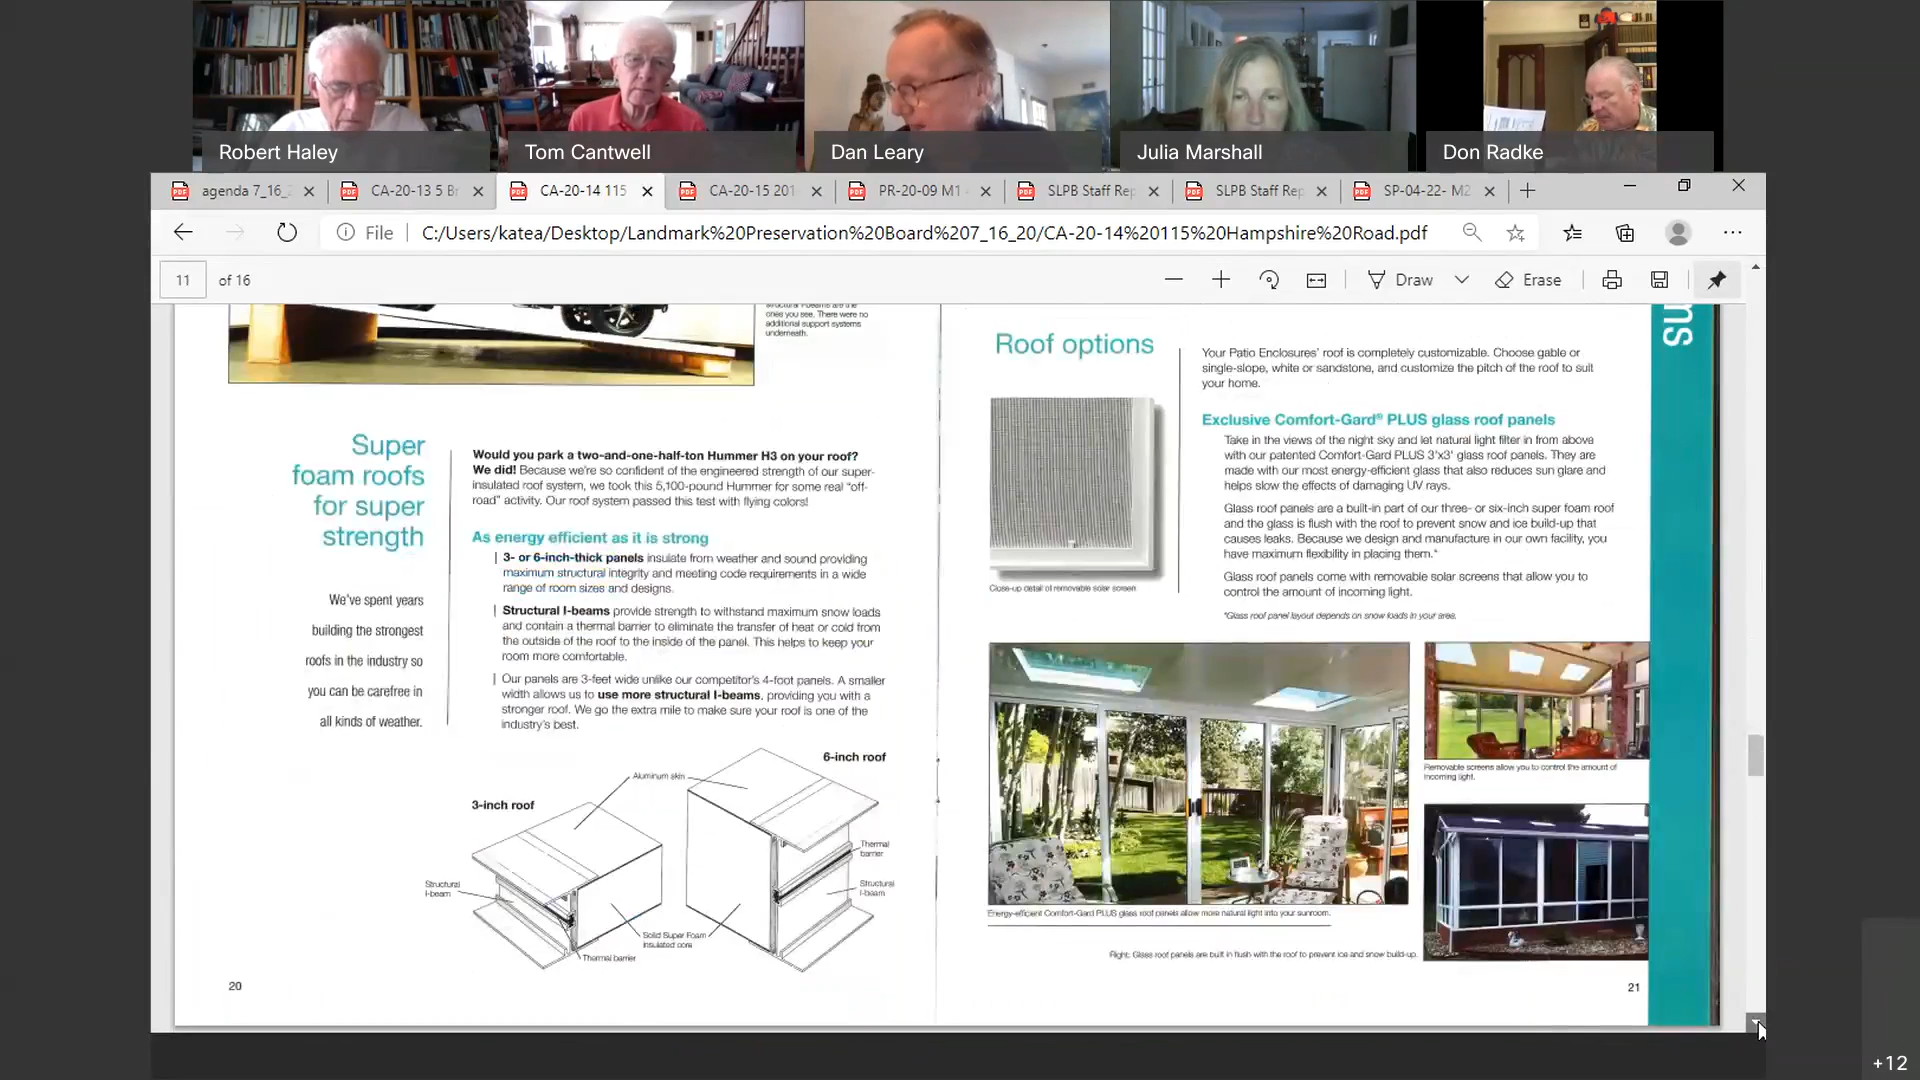 Robert Haley
Tom Cantwell
Dan Leary
Julia Marshall
Don Radke
agenda 7_16_2
CA-20-13 5 Br
CA-20-14 115
CA-20-15 201
PR-20-09 M1
SLPB Staff Rep
SLPB Staff Rep
SP-04-22- M2
File
C:/Users/katea/Desktop/Landmark%20Preservation%20Board%207_16_20/CA-20-14%20115%20Hampshire%20Road.pdf
11 of 16
Draw
Erase
structural I-beams are the
ones you see. There were no
additional support systems
underneath.
Super
foam roofs
for super
strength
We've spent years
building the strongest
roofs in the industry so
you can be carefree in
all kinds of weather.
Would you park a two-and-one-half-ton Hummer H3 on your roof?
We did! Because we're so confident of the engineered strength of our super-
insulated roof system, we took this 5,100-pound Hummer for some real "off-
road" activity. Our roof system passed this test with flying colors!
As energy efficient as it is strong
3- or 6-inch-thick panels insulate from weather and sound providing
maximum structural integrity and meeting code requirements in a wide
range of room sizes and designs.
Structural I-beams provide strength to withstand maximum snow loads
and contain a thermal barrier to eliminate the transfer of heat or cold from
the outside of the roof to the inside of the panel. This helps to keep your
room more comfortable.
Our panels are 3-feet wide unlike our competitor's 4-foot panels. A smaller
width allows us to use more structural I-beams, providing you with a
stronger roof. We go the extra mile to make sure your roof is one of the
industry's best.
6-inch roof
Aluminum skin
3-inch roof
Thermal
barrier
Structural
I-beam
Structural
I-beam
Solid Super Foam
insulated core
Thermal barrier
20
ns
Roof options
Your Patio Enclosures' roof is completely customizable. Choose gable or
single-slope, white or sandstone, and customize the pitch of the roof to suit
your home.
Exclusive Comfort-Gard® PLUS glass roof panels
Take in the views of the night sky and let natural light filter in from above
with our patented Comfort-Gard PLUS 3'x3' glass roof panels. They are
made with our most energy-efficient glass that also reduces sun glare and
helps slow the effects of damaging UV rays.
Glass roof panels are a built-in part of our three- or six-inch super foam roof
and the glass is flush with the roof to prevent snow and ice build-up that
causes leaks. Because we design and manufacture in our own facility, you
have maximum flexibility in placing them.*
Glass roof panels come with removable solar screens that allow you to
control the amount of incoming light.
*Glass roof panel layout depends on snow loads in your area.
Close-up detail of removable solar screen
Removable screens allow you to control the amount of
incoming light.
Energy-efficient Comfort-Gard PLUS glass roof panels allow more natural light into your sunroom.
Right: Glass roof panels are built in flush with the roof to prevent ice and snow build-up.
21
+12